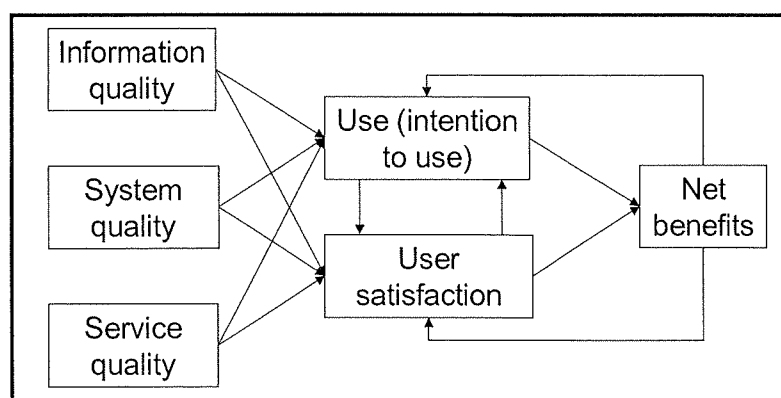 Information
quality
System
quality
Service
quality
Use (intention
to use)
User
satisfaction
Net
benefits